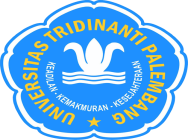 UNIVERSITAS TRIDINANTI PALEMBANG
KEADILAN - KEMAKMURAN - KESEJAHTERAAN